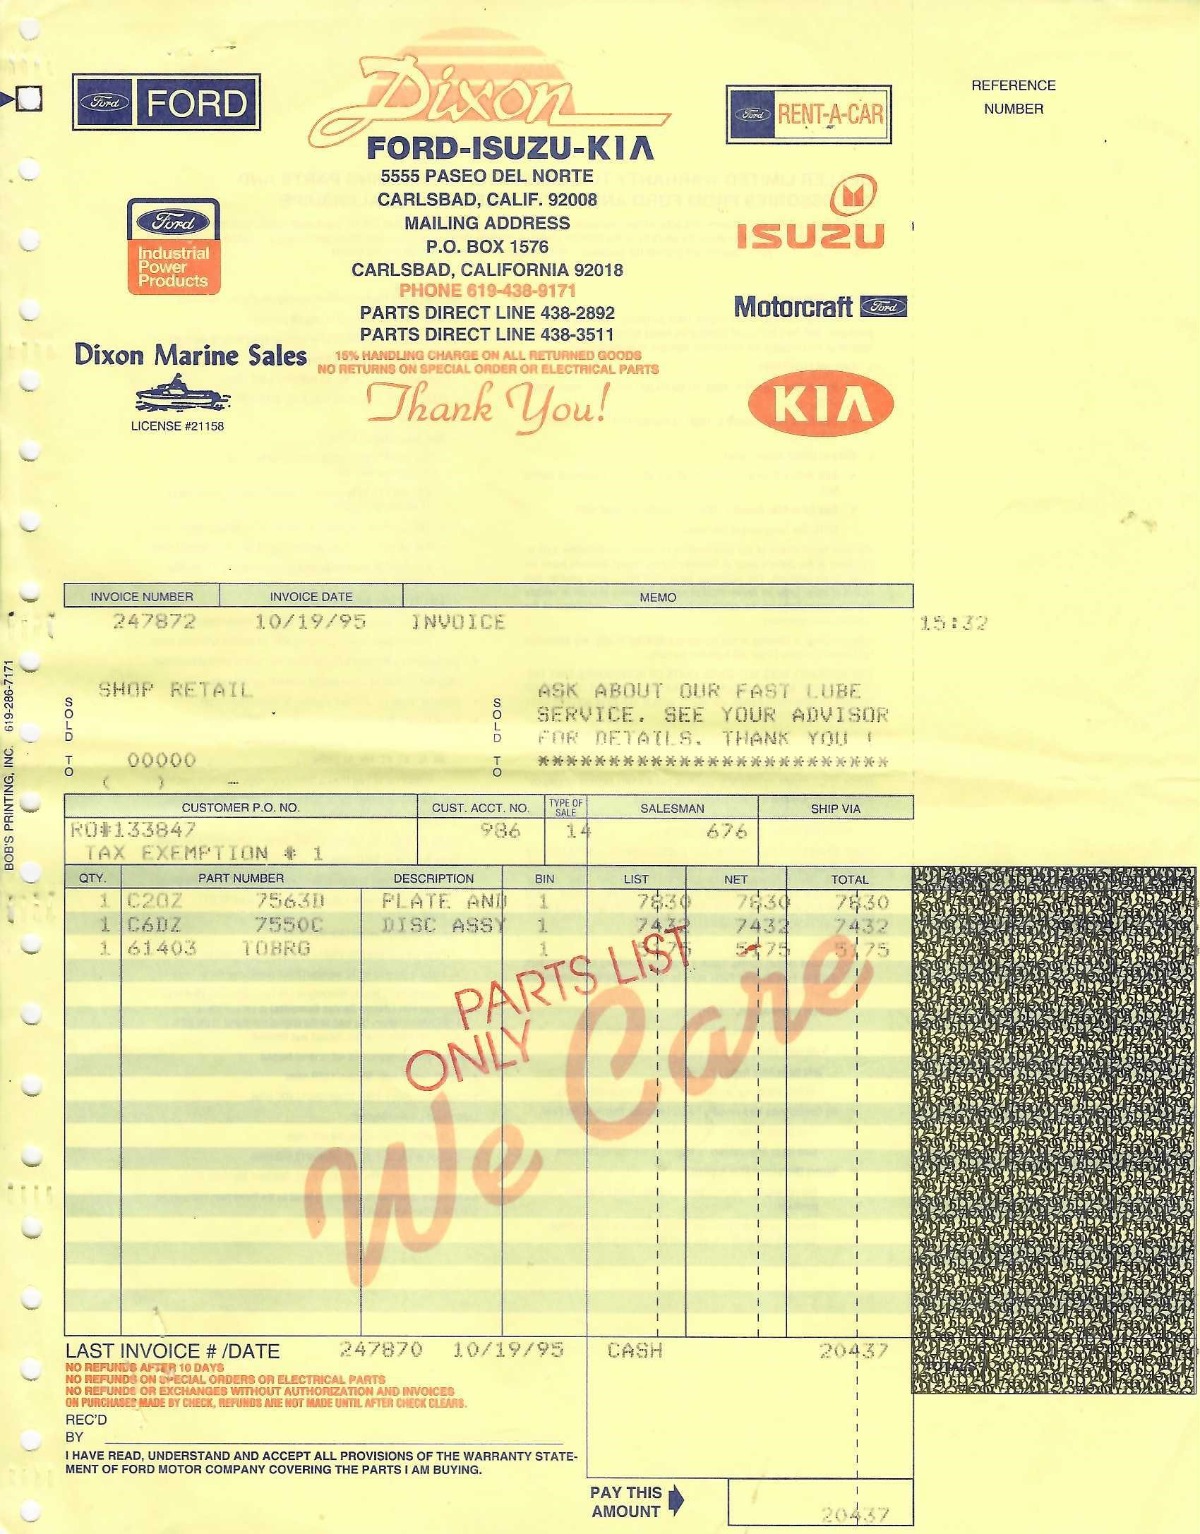 REFERENCE
NUMBER
Ford FORD
Dixon
FORD-ISUZU-KIA
5555 PASEO DEL NORTE
CARLSBAD, CALIF. 92008
MAILING ADDRESS
P.O. BOX 1576
CARLSBAD, CALIFORNIA 92018
PHONE 619-438-9171
PARTS DIRECT LINE 438-2892
PARTS DIRECT LINE 438-3511
15% HANDLING CHARGE ON ALL RETURNED GOODS
NO RETURNS ON SPECIAL ORDER OR ELECTRICAL PARTS
Thank You!
Ford RENT-A-CAR
Ford
Industrial
Power
Products
ISUZU
Motorcraft Ford
Dixon Marine Sales
LICENSE #21158
KIA
INVOICE NUMBER INVOICE DATE MEMO
247872 10/19/95 INVOICE 15:32
SOLD TO
SHOP RETAIL
00000
( ) -
SOLD TO
ASK ABOUT OUR FAST LUBE
SERVICE. SEE YOUR ADVISOR
FOR DETAILS. THANK YOU !
*************************
BOB'S PRINTING, INC. 619-286-7171
CUSTOMER P.O. NO. CUST. ACCT. NO. TYPE OF SALE SALESMAN SHIP VIA
RO#133847 986 14 676
TAX EXEMPTION # 1
QTY. PART NUMBER DESCRIPTION BIN LIST NET TOTAL
1 C2OZ 7563D PLATE AND 1 7830 7830 7830
1 C6DZ 7550C DISC ASSY 1 7432 7432 7432
1 61403 TOBRG 1 5175 5175 5175
PARTS LIST
ONLY
We Care
LAST INVOICE # /DATE 247870 10/19/95 CASH 20437
NO REFUNDS AFTER 10 DAYS
NO REFUNDS ON SPECIAL ORDERS OR ELECTRICAL PARTS
NO REFUNDS OR EXCHANGES WITHOUT AUTHORIZATION AND INVOICES
ON PURCHASES MADE BY CHECK, REFUNDS ARE NOT MADE UNTIL AFTER CHECK CLEARS.
REC'D
BY
I HAVE READ, UNDERSTAND AND ACCEPT ALL PROVISIONS OF THE WARRANTY STATE-
MENT OF FORD MOTOR COMPANY COVERING THE PARTS I AM BUYING.
PAY THIS
AMOUNT 20437